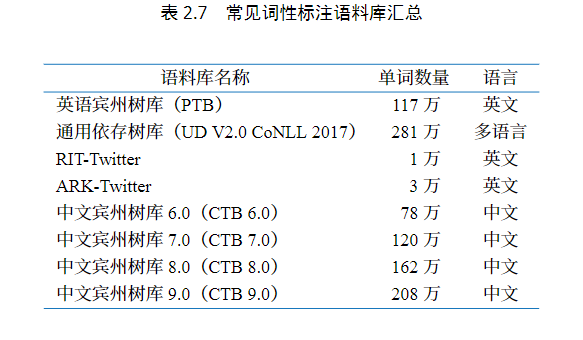 表 2.7 常见词性标注语料库汇总
语料库名称 单词数量 语言
英语宾州树库（PTB） 117 万 英文
通用依存树库（UD V2.0 CoNLL 2017） 281 万 多语言
RIT-Twitter 1 万 英文
ARK-Twitter 3 万 英文
中文宾州树库 6.0（CTB 6.0） 78 万 中文
中文宾州树库 7.0（CTB 7.0） 120 万 中文
中文宾州树库 8.0（CTB 8.0） 162 万 中文
中文宾州树库 9.0（CTB 9.0） 208 万 中文